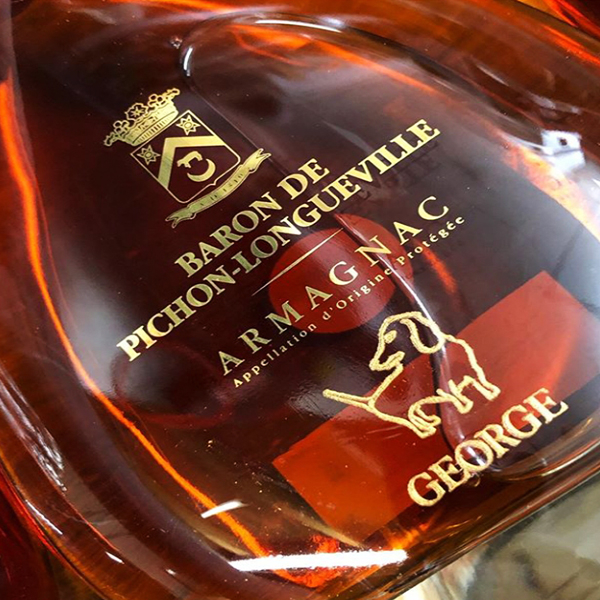 BARON DE
PICHON-LONGUEVILLE
ARMAGNAC
Appellation d'Origine Protégée
GEORGE